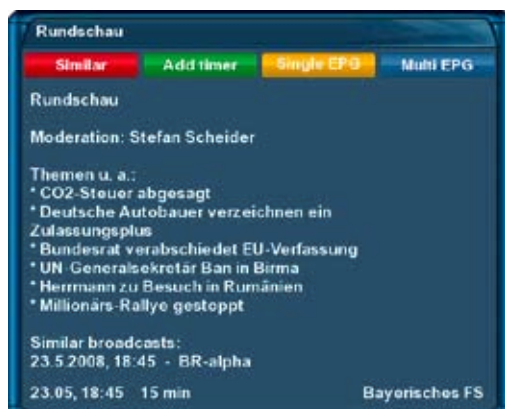 Rundschau
Similar Add timer Single EPG Multi EPG
Rundschau
Moderation: Stefan Scheider
Themen u. a.:
* CO2-Steuer abgesagt
* Deutsche Autobauer verzeichnen ein
Zulassungsplus
* Bundesrat verabschiedet EU-Verfassung
* UN-Generalsekretär Ban in Birma
* Herrmann zu Besuch in Rumänien
* Millionärs-Rallye gestoppt
Similar broadcasts:
23.5.2008, 18:45 - BR-alpha
23.05, 18:45 15 min Bayerisches FS